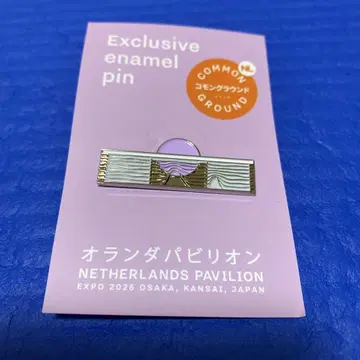 Exclusive
enamel
pin
NL
COMMON
コモングラウンド
GROUND
オランダパビリオン
NETHERLANDS PAVILION
EXPO 2025 OSAKA, KANSAI, JAPAN